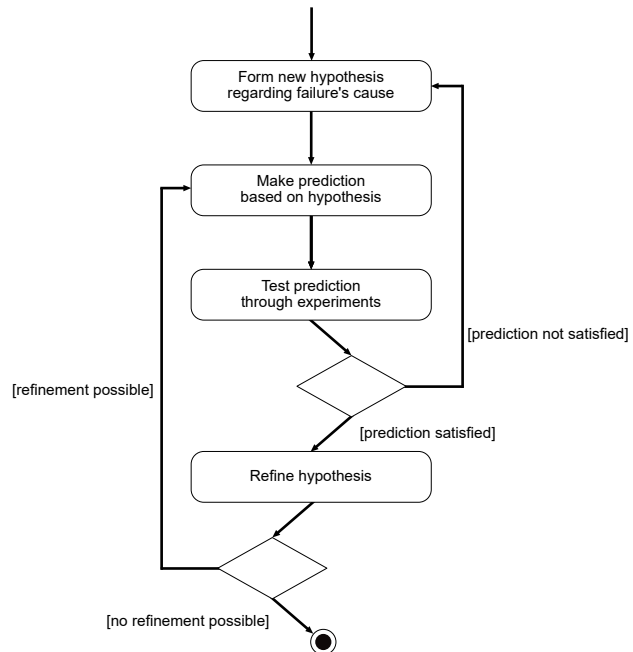 Form new hypothesis
regarding failure's cause
Make prediction
based on hypothesis
Test prediction
through experiments
[prediction not satisfied]
[refinement possible]
[prediction satisfied]
Refine hypothesis
[no refinement possible]